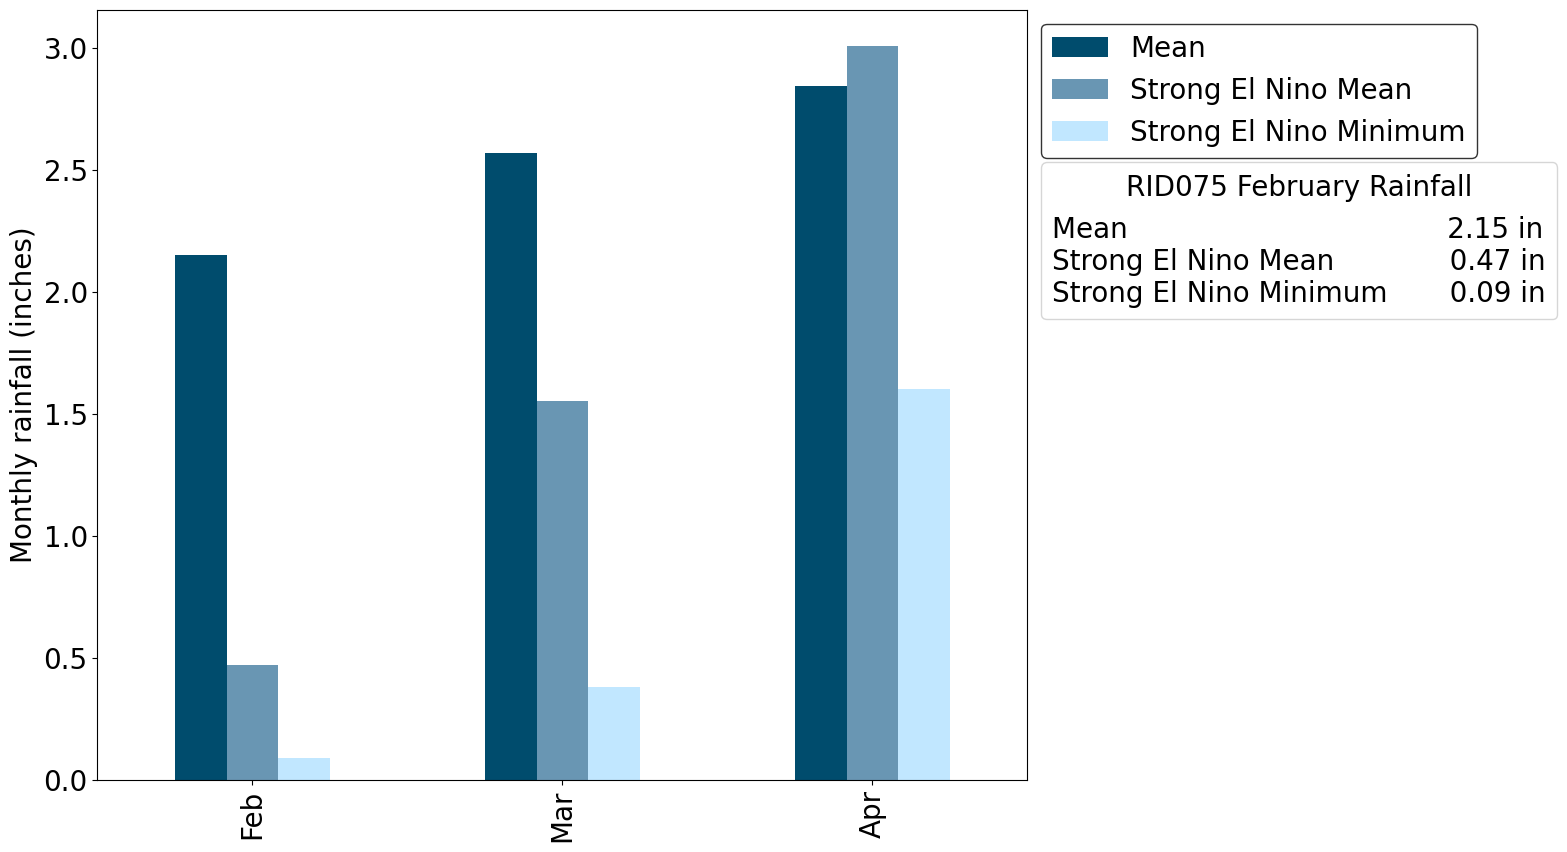 Monthly rainfall (inches)
3.0
2.5
2.0
1.5
1.0
0.5
0.0
Feb
Mar
Apr
Mean
Strong El Nino Mean
Strong El Nino Minimum
RID075 February Rainfall
Mean 2.15 in
Strong El Nino Mean 0.47 in
Strong El Nino Minimum 0.09 in